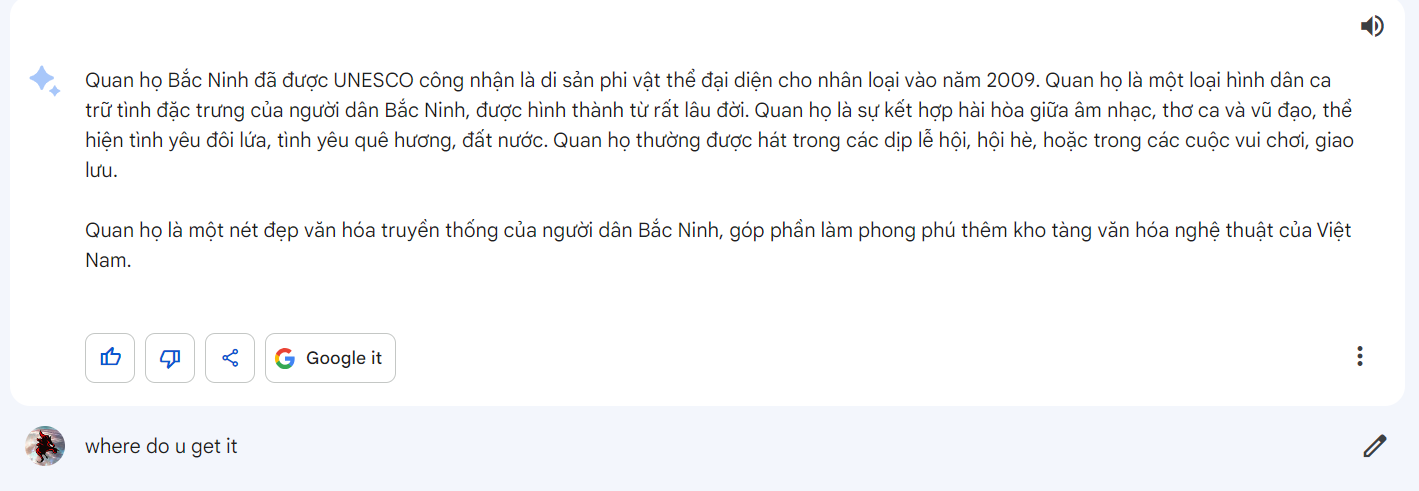 Quan họ Bắc Ninh đã được UNESCO công nhận là di sản phi vật thể đại diện cho nhân loại vào năm 2009. Quan họ là một loại hình dân ca
trữ tình đặc trưng của người dân Bắc Ninh, được hình thành từ rất lâu đời. Quan họ là sự kết hợp hài hòa giữa âm nhạc, thơ ca và vũ đạo, thể
hiện tình yêu đôi lứa, tình yêu quê hương, đất nước. Quan họ thường được hát trong các dịp lễ hội, hội hè, hoặc trong các cuộc vui chơi, giao
lưu.
Quan họ là một nét đẹp văn hóa truyền thống của người dân Bắc Ninh, góp phần làm phong phú thêm kho tàng văn hóa nghệ thuật của Việt
Nam.
Google it
where do u get it